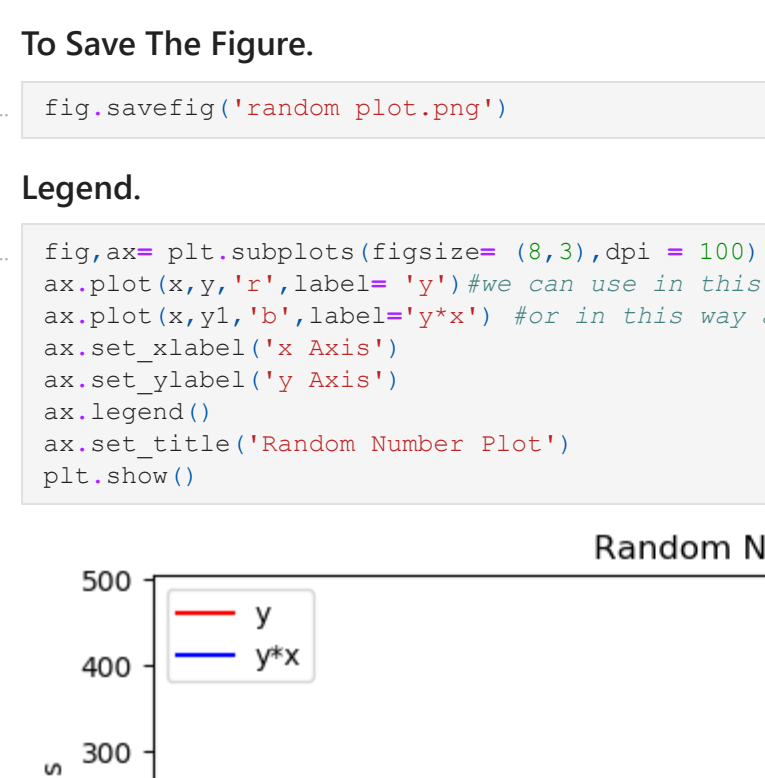 To Save The Figure.
fig.savefig('random plot.png')
Legend.
fig,ax= plt.subplots(figsize= (8,3),dpi = 100)
ax.plot(x,y,'r',label= 'y')#we can use in this
ax.plot(x,y1,'b',label='y*x') #or in this way
ax.set_xlabel('x Axis')
ax.set_ylabel('y Axis')
ax.legend()
ax.set_title('Random Number Plot')
plt.show()
Random N
500
y
y*x
400
300
s